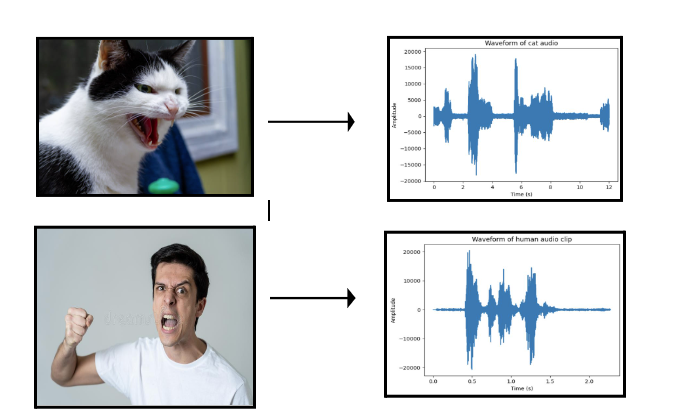 Waveform of cat audio
20000
15000
10000
5000
0
−5000
−10000
−15000
−20000
Amplitude
0 2 4 6 8 10 12
Time (s)
Waveform of human audio clip
20000
10000
0
−10000
−20000
Amplitude
0.0 0.5 1.0 1.5 2.0
Time (s)